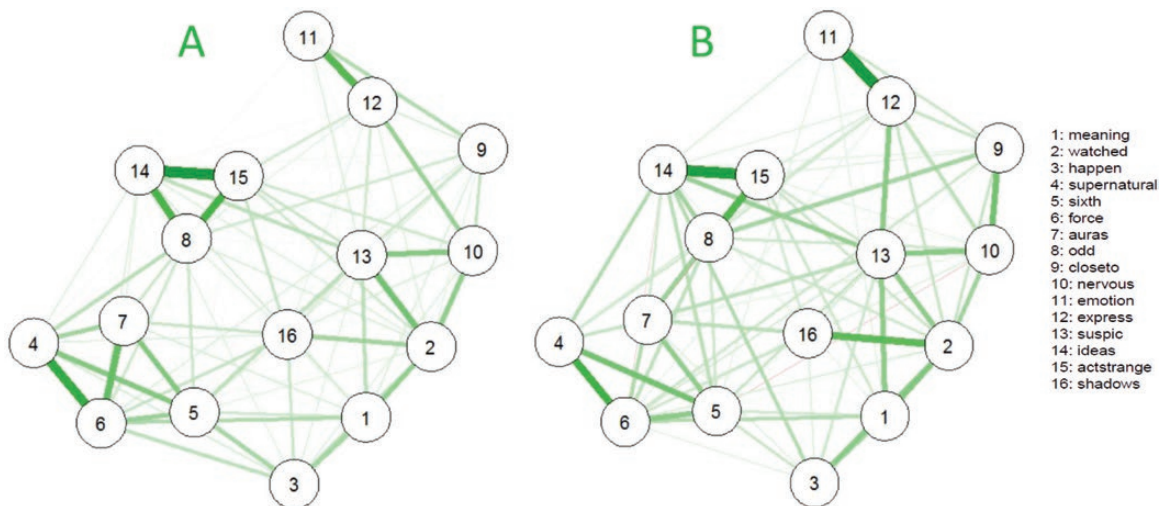 A
B
11
12
9
14
15
8
13
10
7
4
16
2
6
5
1
3
11
12
9
14
15
8
13
10
7
4
16
2
6
5
1
3
1: meaning
2: watched
3: happen
4: supernatural
5: sixth
6: force
7: auras
8: odd
9: closeto
10: nervous
11: emotion
12: express
13: suspic
14: ideas
15: actstrange
16: shadows